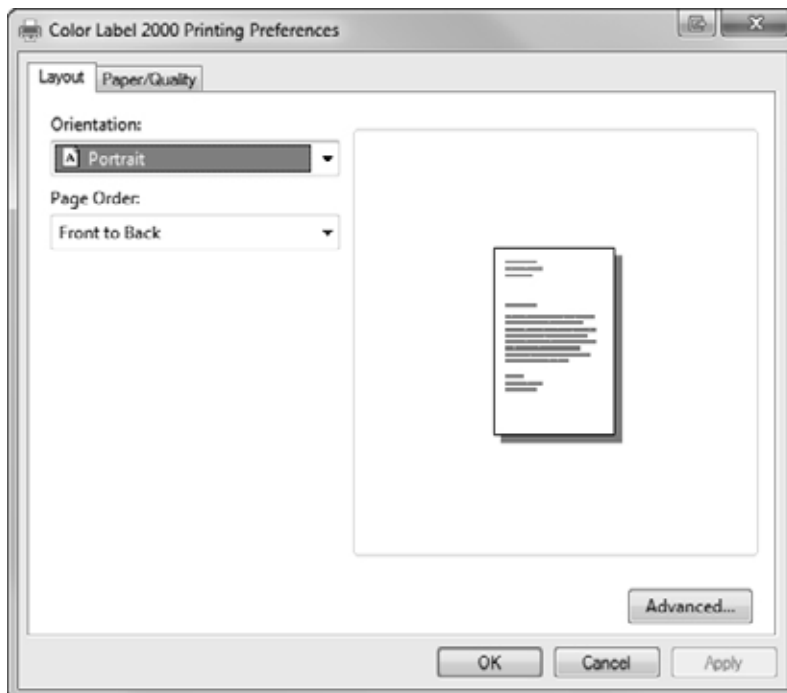 Color Label 2000 Printing Preferences
Layout Paper/Quality
Orientation:
A Portrait
Page Order:
Front to Back
Advanced...
OK Cancel Apply